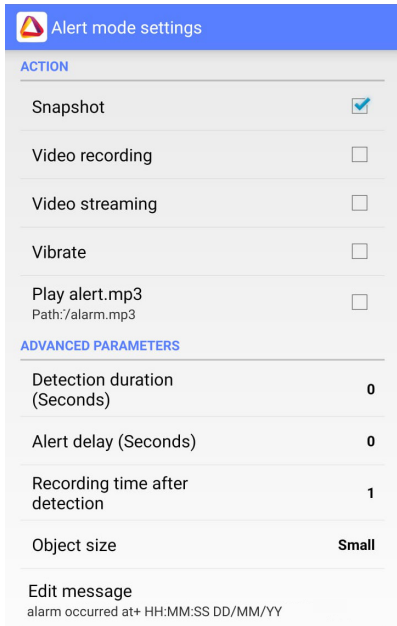 Alert mode settings
ACTION
Snapshot
Video recording
Video streaming
Vibrate
Play alert.mp3
Path:˜/alarm.mp3
ADVANCED PARAMETERS
Detection duration
(Seconds) 0
Alert delay (Seconds) 0
Recording time after
detection 1
Object size Small
Edit message
alarm occurred at+ HH:MM:SS DD/MM/YY